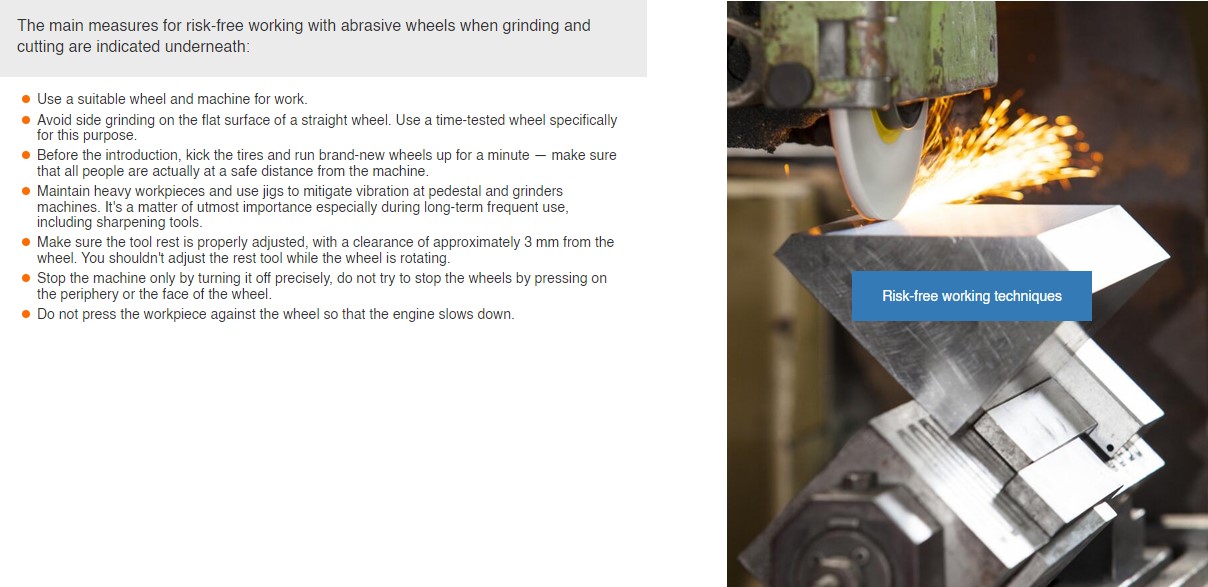 The main measures for risk-free working with abrasive wheels when grinding and
cutting are indicated underneath:
Use a suitable wheel and machine for work.
Avoid side grinding on the flat surface of a straight wheel. Use a time-tested wheel specifically
for this purpose.
Before the introduction, kick the tires and run brand-new wheels up for a minute — make sure
that all people are actually at a safe distance from the machine.
Maintain heavy workpieces and use jigs to mitigate vibration at pedestal and grinders
machines. It's a matter of utmost importance especially during long-term frequent use,
including sharpening tools.
Make sure the tool rest is properly adjusted, with a clearance of approximately 3 mm from the
wheel. You shouldn't adjust the rest tool while the wheel is rotating.
Stop the machine only by turning it off precisely, do not try to stop the wheels by pressing on
the periphery or the face of the wheel.
Do not press the workpiece against the wheel so that the engine slows down.
Risk-free working techniques